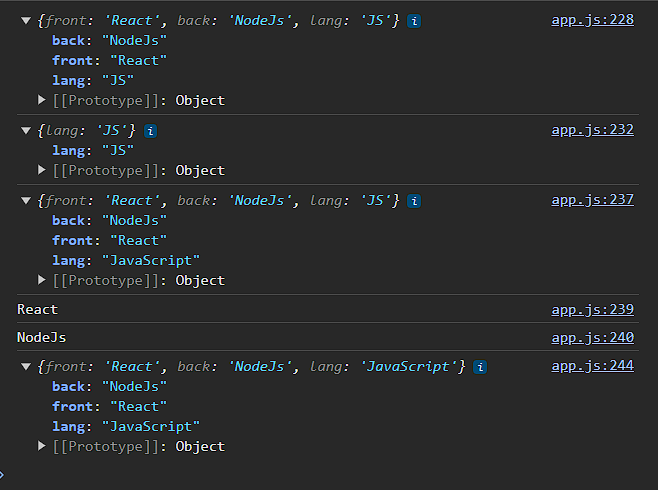 ▼ {front: 'React', back: 'NodeJs', lang: 'JS'} i app.js:228
back: "NodeJs"
front: "React"
lang: "JS"
▶ [[Prototype]]: Object
▼ {lang: 'JS'} i app.js:232
lang: "JS"
▶ [[Prototype]]: Object
▼ {front: 'React', back: 'NodeJs', lang: 'JS'} i app.js:237
back: "NodeJs"
front: "React"
lang: "JavaScript"
▶ [[Prototype]]: Object
React app.js:239
NodeJs app.js:240
▼ {front: 'React', back: 'NodeJs', lang: 'JavaScript'} i app.js:244
back: "NodeJs"
front: "React"
lang: "JavaScript"
▶ [[Prototype]]: Object